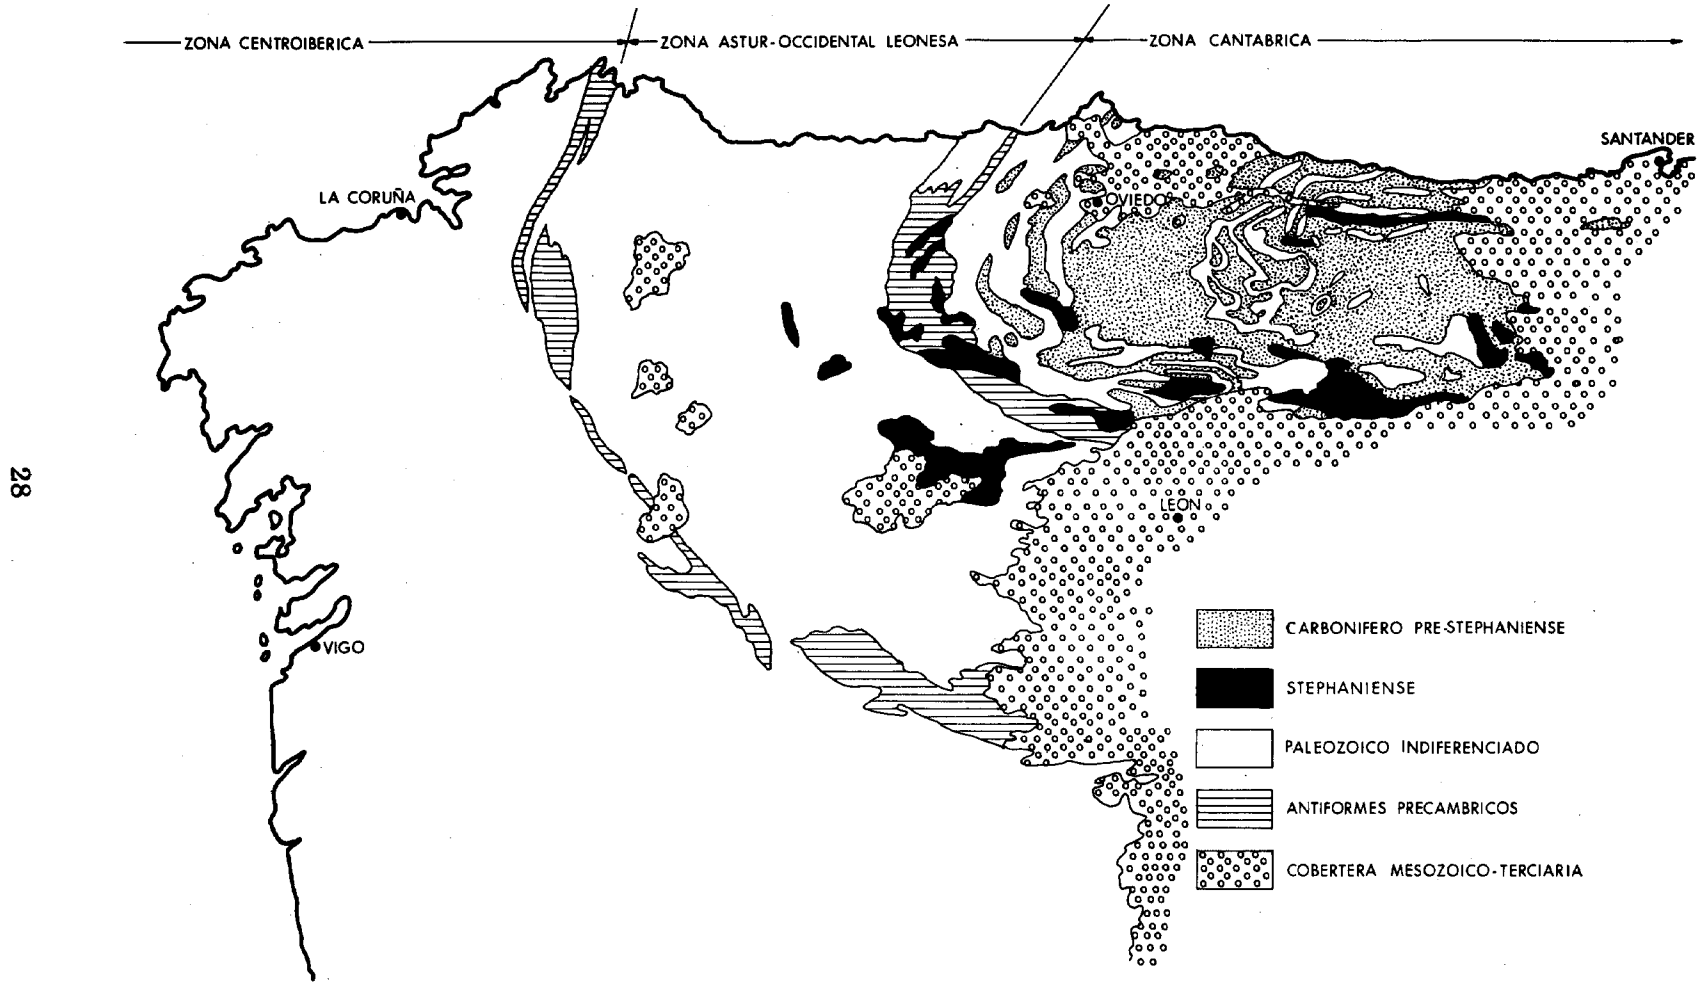 ZONA CENTROIBERICA
ZONA ASTUR-OCCIDENTAL LEONESA
ZONA CANTABRICA
SANTANDER
LA CORUÑA
OVIEDO
28
LEON
VIGO
CARBONIFERO PRE-STEPHANIENSE
STEPHANIENSE
PALEOZOICO INDIFERENCIADO
ANTIFORMES PRECAMBRICOS
COBERTERA MESOZOICO-TERCIARIA